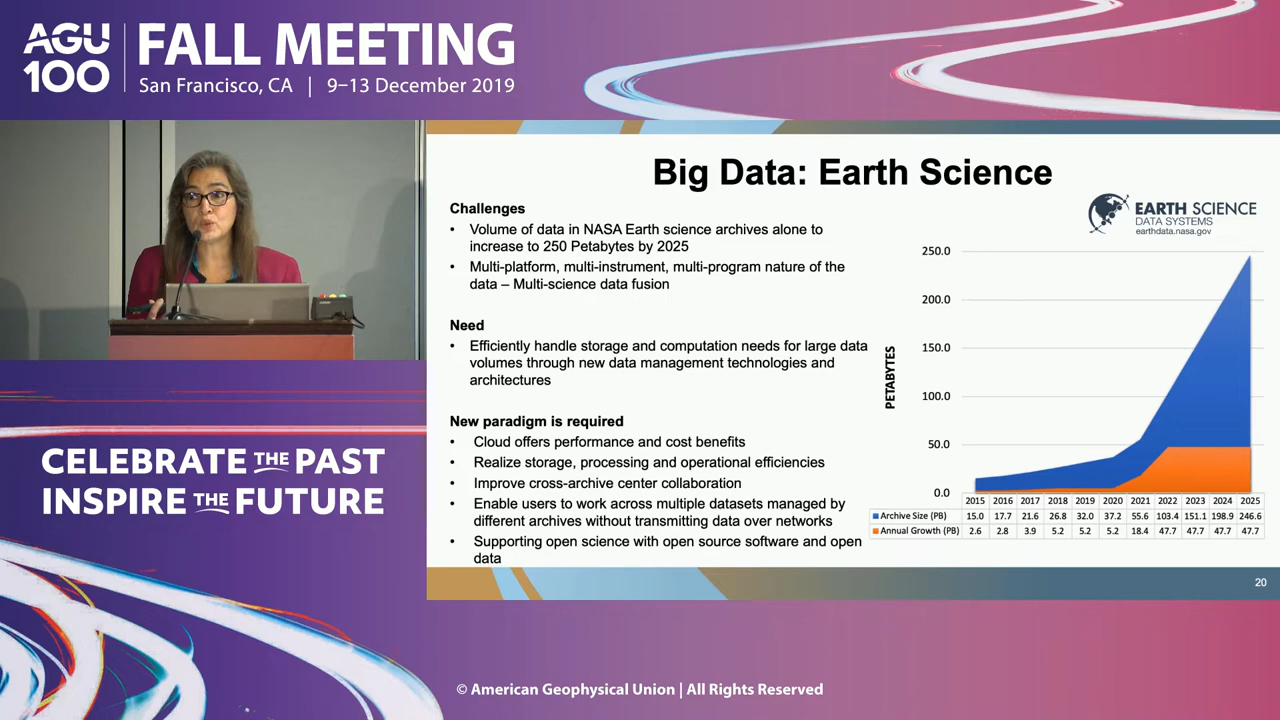 AGU
100
FALL MEETING
San Francisco, CA | 9–13 December 2019
Big Data: Earth Science
Challenges
• Volume of data in NASA Earth science archives alone to
increase to 250 Petabytes by 2025
• Multi-platform, multi-instrument, multi-program nature of the
data – Multi-science data fusion
Need
• Efficiently handle storage and computation needs for large data
volumes through new data management technologies and
architectures
New paradigm is required
• Cloud offers performance and cost benefits
• Realize storage, processing and operational efficiencies
• Improve cross-archive center collaboration
• Enable users to work across multiple datasets managed by
different archives without transmitting data over networks
• Supporting open science with open source software and open
data
EARTH SCIENCE
DATA SYSTEMS
earthdata.nasa.gov
PETABYTES
250.0
200.0
150.0
100.0
50.0
0.0
2015 2016 2017 2018 2019 2020 2021 2022 2023 2024 2025
Archive Size (PB) 15.0 17.7 21.6 26.8 32.0 37.2 55.6 103.4 151.1 198.9 246.6
Annual Growth (PB) 2.6 2.8 3.9 5.2 5.2 5.2 18.4 47.7 47.7 47.7 47.7
20
CELEBRATE THE PAST
INSPIRE THE FUTURE
© American Geophysical Union | All Rights Reserved